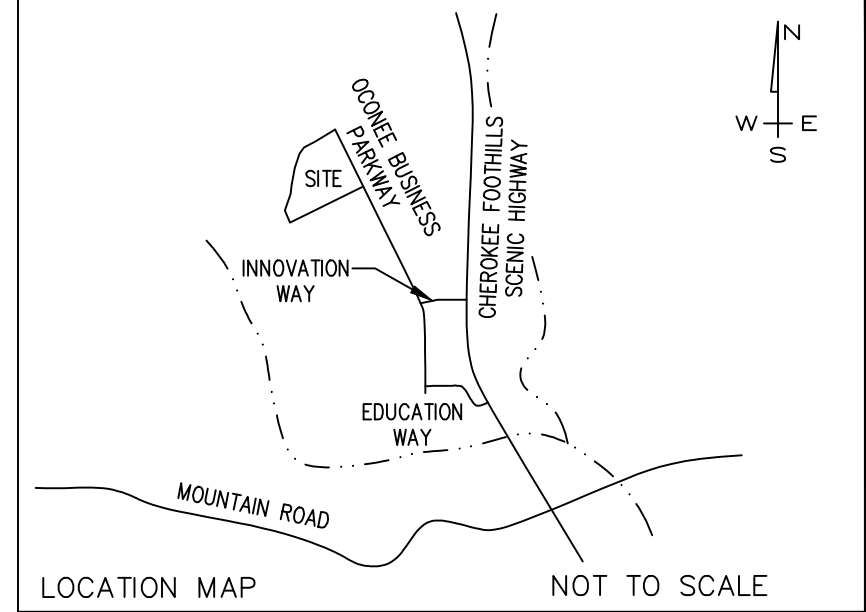 N
W E
S
OCONEE BUSINESS
PARKWAY
SITE
CHEROKEE FOOTHILLS
SCENIC HIGHWAY
INNOVATION
WAY
EDUCATION
WAY
MOUNTAIN ROAD
LOCATION MAP
NOT TO SCALE